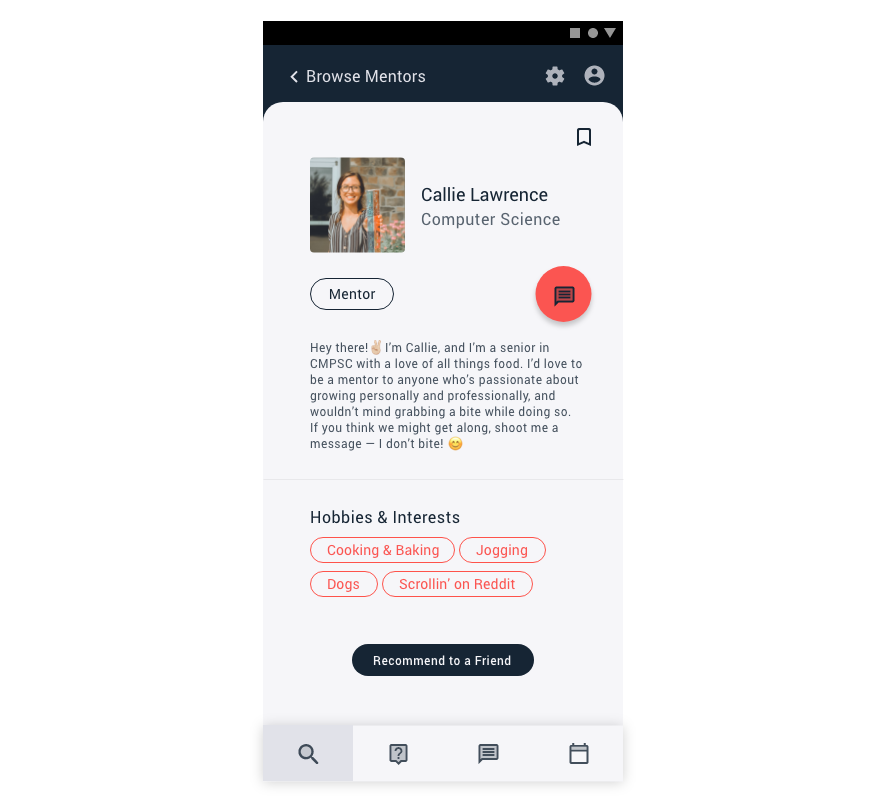 Browse Mentors
Callie Lawrence
Computer Science
Mentor
Hey there!✌🏼I’m Callie, and I’m a senior in
CMPSC with a love of all things food. I’d love to
be a mentor to anyone who’s passionate about
growing personally and professionally, and
wouldn’t mind grabbing a bite while doing so.
If you think we might get along, shoot me a
message — I don’t bite! 😊
Hobbies & Interests
Cooking & Baking Jogging
Dogs Scrollin’ on Reddit
Recommend to a Friend